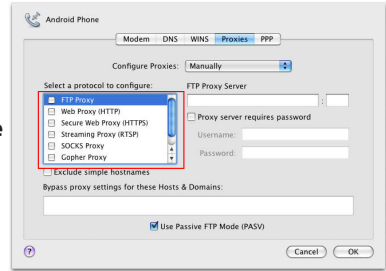 Android Phone
Modem DNS WINS Proxies PPP
Configure Proxies: Manually
Select a protocol to configure: FTP Proxy Server
FTP Proxy
:
Web Proxy (HTTP)
Proxy server requires password
Secure Web Proxy (HTTPS)
Streaming Proxy (RTSP)
Username:
SOCKS Proxy
Password:
Gopher Proxy
Exclude simple hostnames
Bypass proxy settings for these Hosts & Domains:
Use Passive FTP Mode (PASV)
? Cancel OK